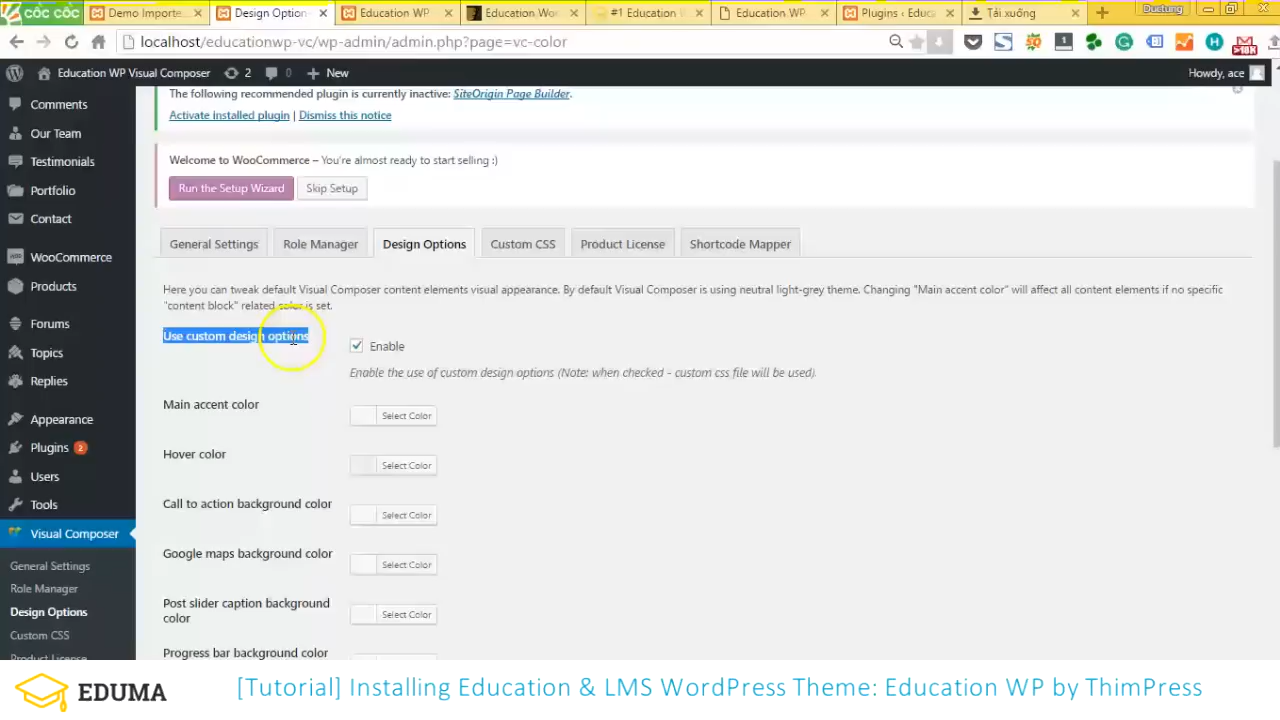 CỐC CỐC
Demo Importe
Design Option
Education WP
Education Wo
#1 Education
Education WP
Plugins ‹ Educa
Tải xuống
Dustung
localhost/educationwp-vc/wp-admin/admin.php?page=vc-color
Education WP Visual Composer
2
0
New
Howdy, ace
The following recommended plugin is currently inactive: SiteOrigin Page Builder.
Activate installed plugin | Dismiss this notice
Welcome to WooCommerce – You're almost ready to start selling :)
Run the Setup Wizard
Skip Setup
General Settings
Role Manager
Design Options
Custom CSS
Product License
Shortcode Mapper
Here you can tweak default Visual Composer content elements visual appearance. By default Visual Composer is using neutral light-grey theme. Changing "Main accent color" will affect all content elements if no specific
"content block" related color is set.
Use custom design options
Enable
Enable the use of custom design options (Note: when checked - custom css file will be used).
Main accent color
Select Color
Hover color
Select Color
Call to action background color
Select Color
Google maps background color
Select Color
Post slider caption background
color
Select Color
Progress bar background color
Comments
Our Team
Testimonials
Portfolio
Contact
WooCommerce
Products
Forums
Topics
Replies
Appearance
Plugins 2
Users
Tools
Visual Composer
General Settings
Role Manager
Design Options
Custom CSS
Product License
EDUMA
[Tutorial] Installing Education & LMS WordPress Theme: Education WP by ThimPress